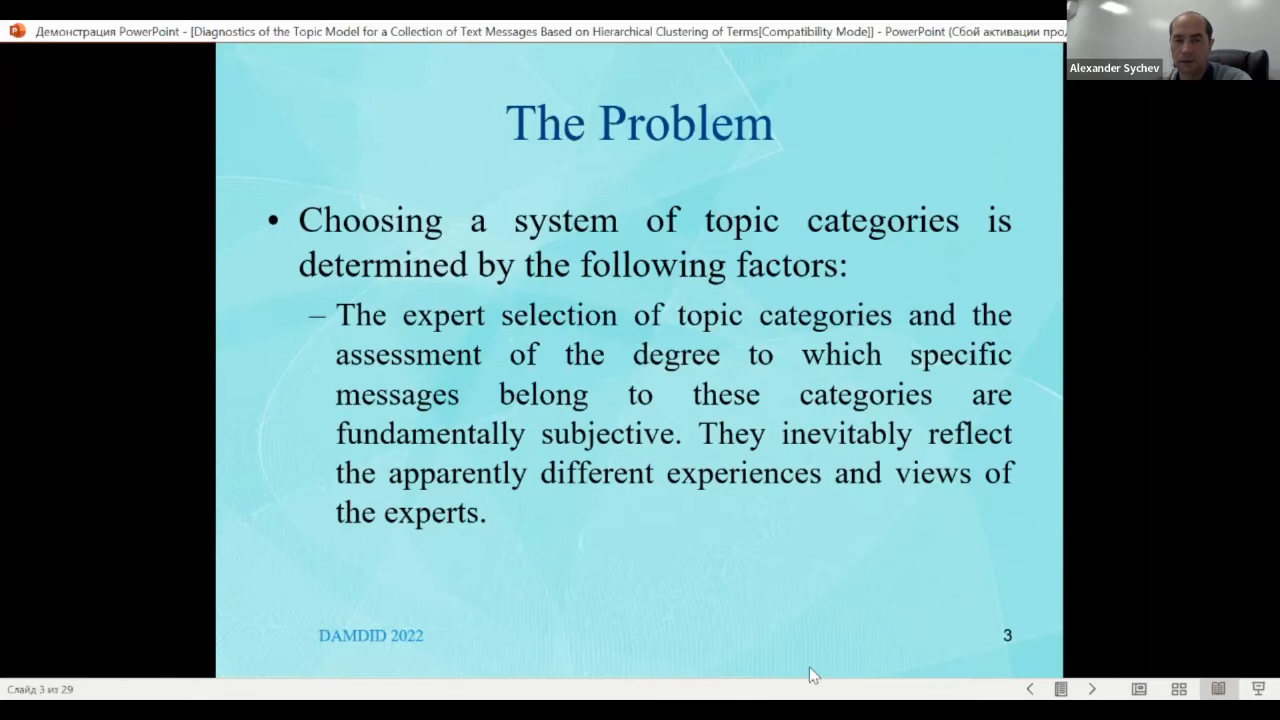 Демонстрация PowerPoint - [Diagnostics of the Topic Model for a Collection of Text Messages Based on Hierarchical Clustering of Terms[Compatibility Mode]] - PowerPoint (Сбой активации про
Alexander Sychev
The Problem
• Choosing a system of topic categories is
determined by the following factors:
– The expert selection of topic categories and the
assessment of the degree to which specific
messages belong to these categories are
fundamentally subjective. They inevitably reflect
the apparently different experiences and views of
the experts.
DAMDID 2022
3
Слайд 3 из 29